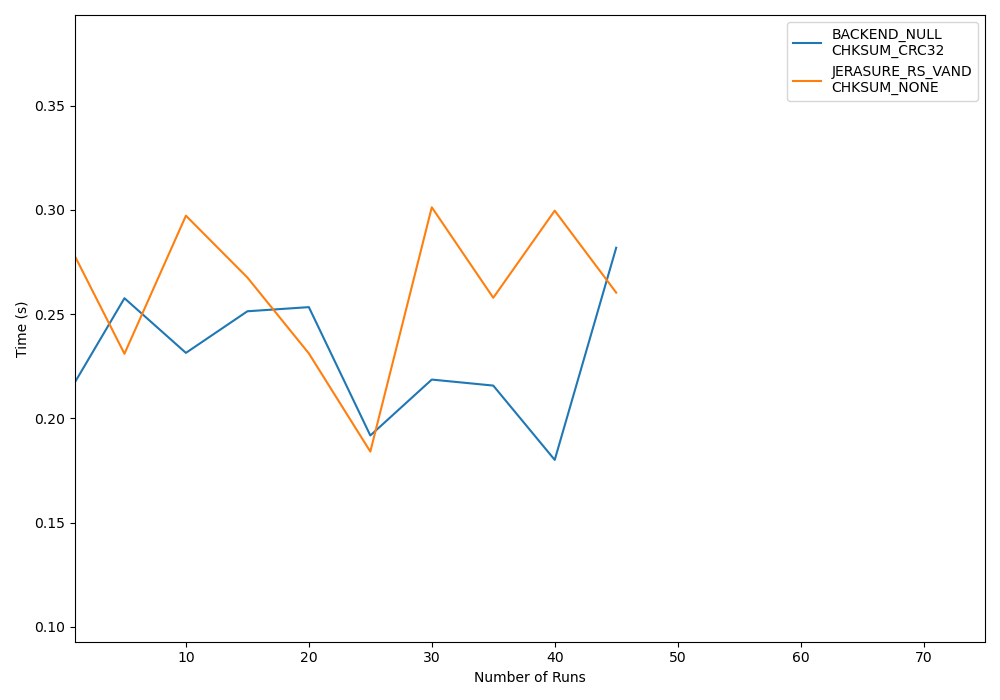 BACKEND_NULL
CHKSUM_CRC32
JERASURE_RS_VAND
CHKSUM_NONE
0.35
0.30
0.25
0.20
0.15
0.10
Time (s)
10 20 30 40 50 60 70
Number of Runs